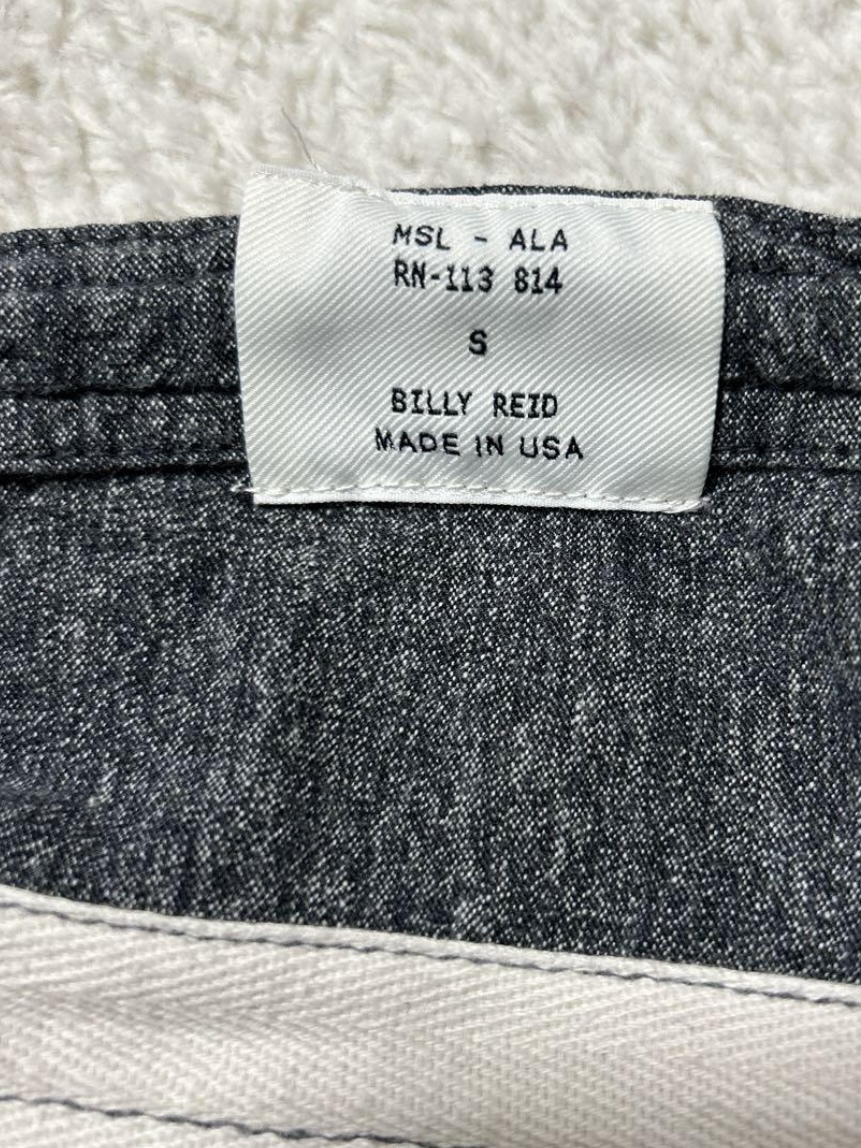 MSL - ALA
RN-113 814
S
BILLY REID
MADE IN USA